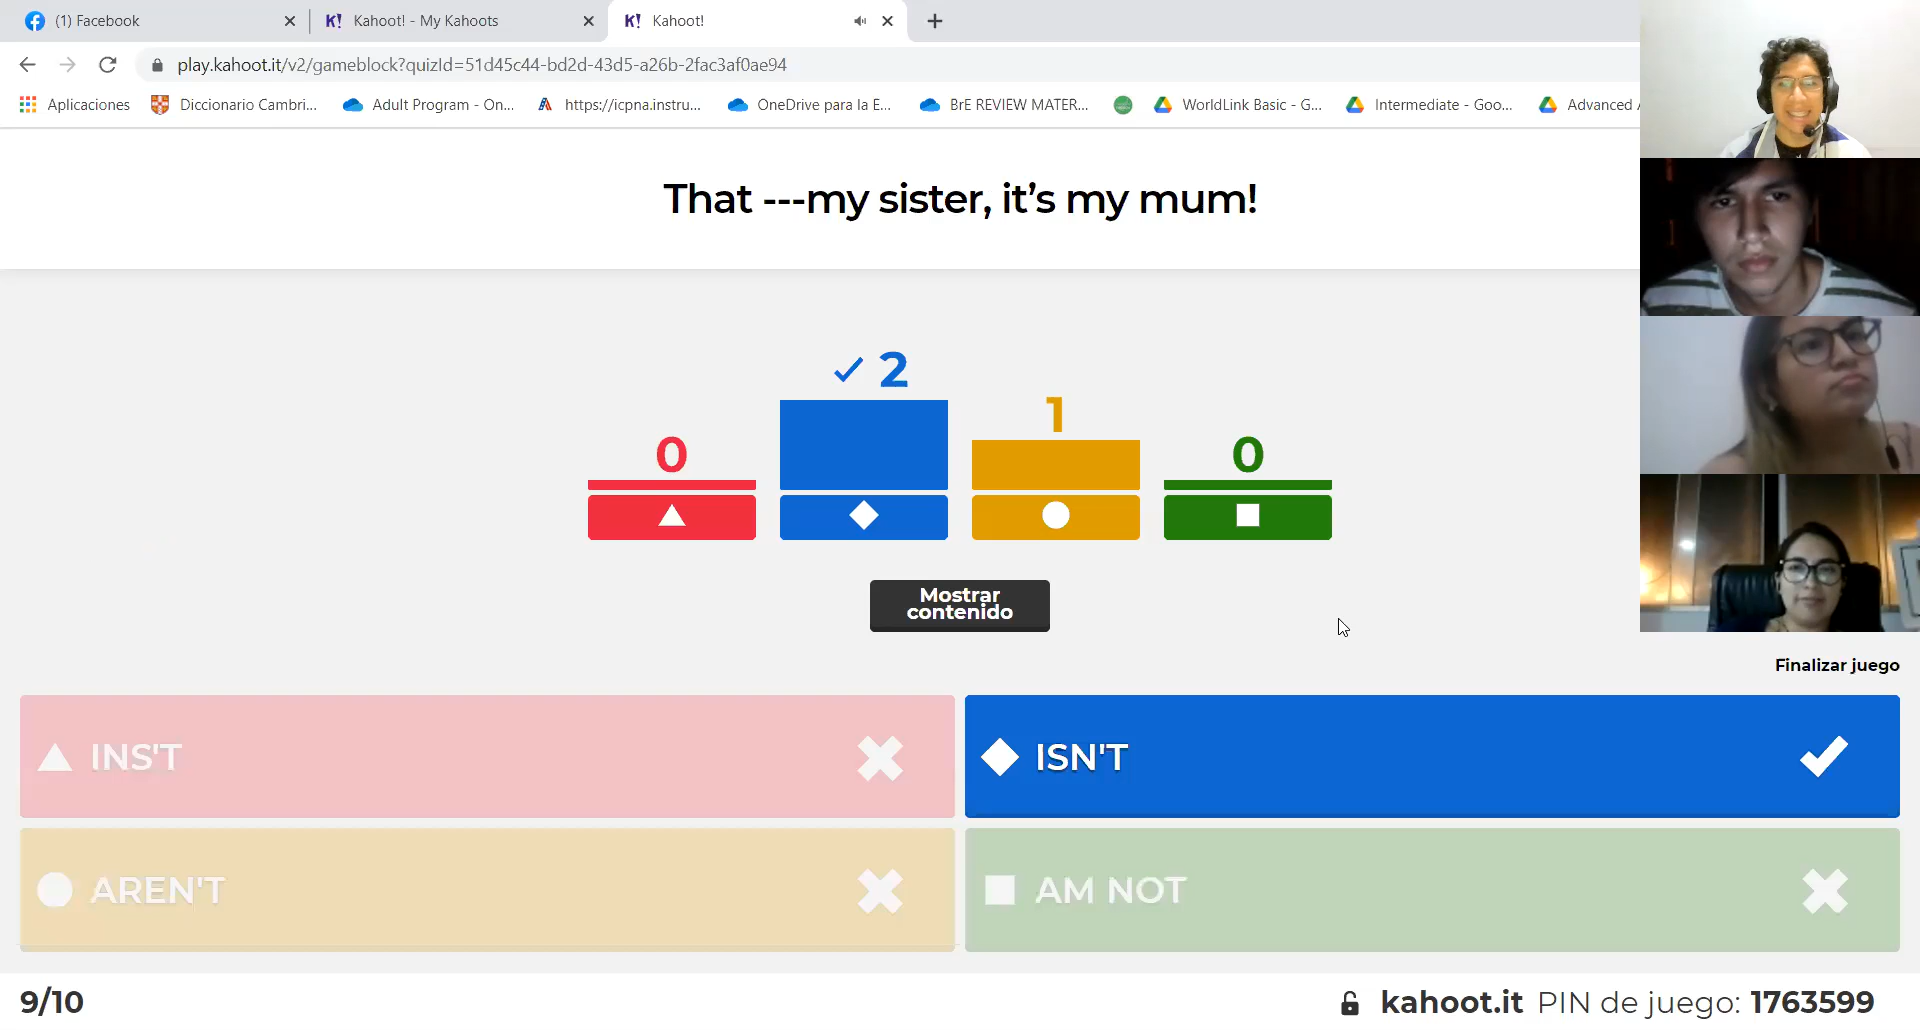 (1) Facebook
K! Kahoot! - My Kahoots
K! Kahoot!
play.kahoot.it/v2/gameblock?quizId=51d45c44-bd2d-43d5-a26b-2fac3af0ae94
Aplicaciones
Diccionario Cambri...
Adult Program - On...
https://icpna.instru...
OneDrive para la E...
BrE REVIEW MATER...
WorldLink Basic - G...
Intermediate - Goo...
Advanced
That ---my sister, it’s my mum!
0
2
1
0
Mostrar
contenido
Finalizar juego
INS'T
ISN'T
AREN'T
AM NOT
9/10
kahoot.it PIN de juego: 1763599